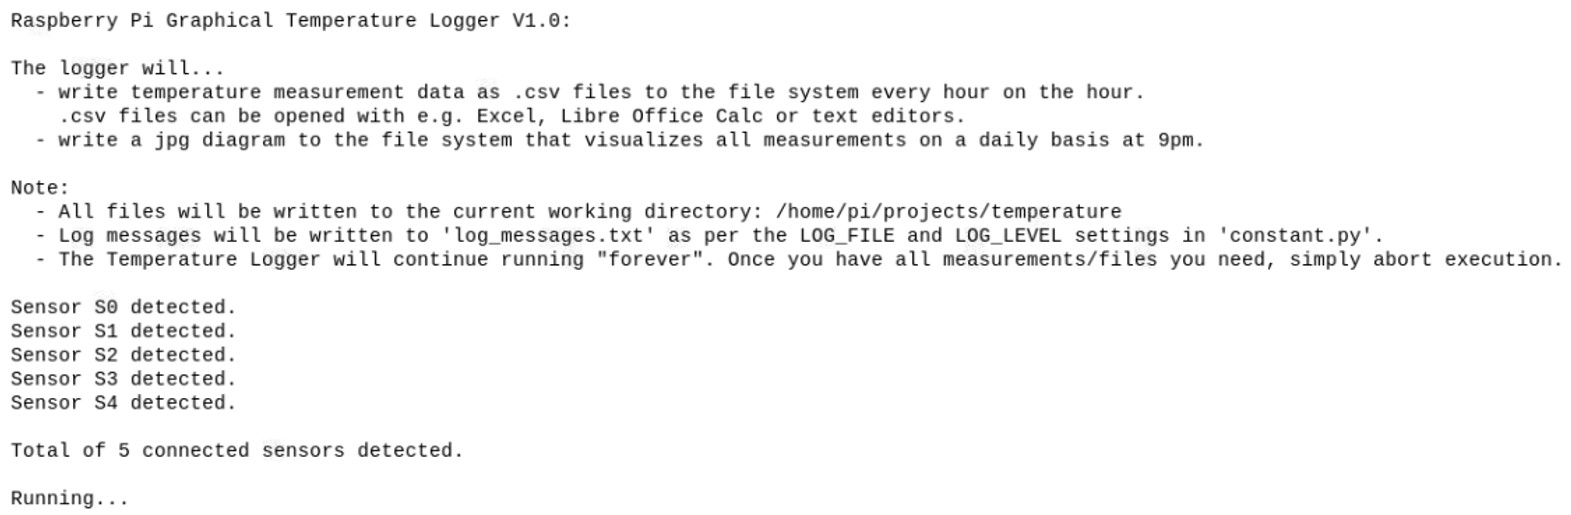 Raspberry Pi Graphical Temperature Logger V1.0:
The logger will...
- write temperature measurement data as .csv files to the file system every hour on the hour.
.csv files can be opened with e.g. Excel, Libre Office Calc or text editors.
- write a jpg diagram to the file system that visualizes all measurements on a daily basis at 9pm.
Note:
- All files will be written to the current working directory: /home/pi/projects/temperature
- Log messages will be written to 'log_messages.txt' as per the LOG_FILE and LOG_LEVEL settings in 'constant.py'.
- The Temperature Logger will continue running "forever". Once you have all measurements/files you need, simply abort execution.
Sensor S0 detected.
Sensor S1 detected.
Sensor S2 detected.
Sensor S3 detected.
Sensor S4 detected.
Total of 5 connected sensors detected.
Running...